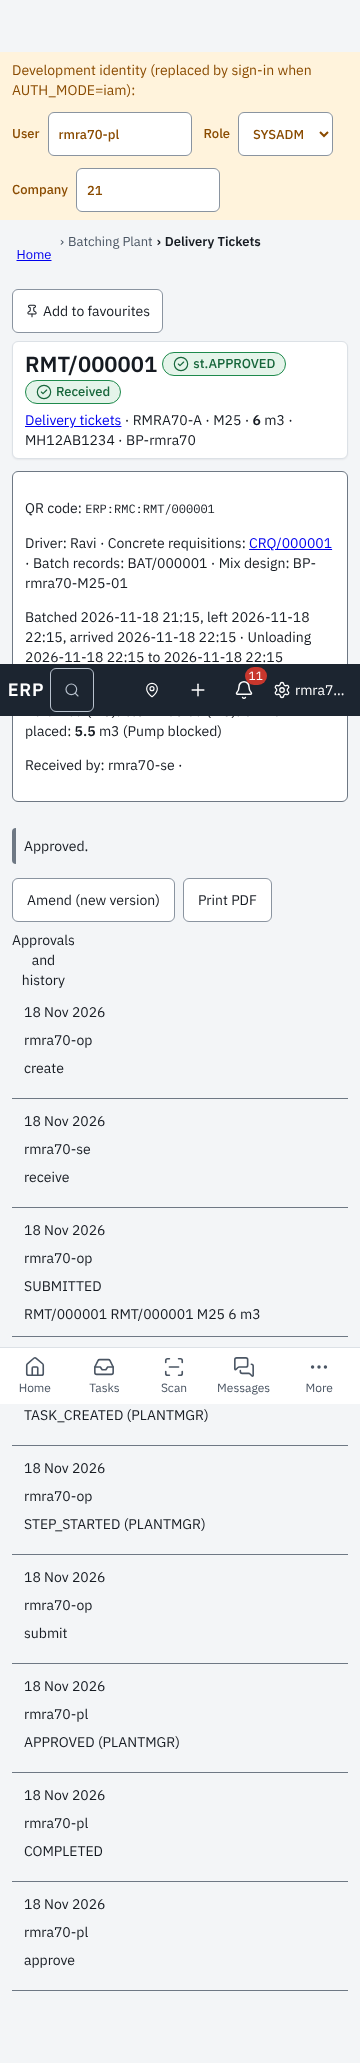 Development identity (replaced by sign-in when
AUTH_MODE=iam):
User rmra70-pl Role SYSADM
Company 21
› Batching Plant › Delivery Tickets
Home
Add to favourites
RMT/000001 st.APPROVED
Received
Delivery tickets · RMRA70-A · M25 · 6 m3 ·
MH12AB1234 · BP-rmra70
QR code: ERP:RMC:RMT/000001
Driver: Ravi · Concrete requisitions: CRQ/000001
· Batch records: BAT/000001 · Mix design: BP-
rmra70-M25-01
Batched 2026-11-18 21:15, left 2026-11-18
22:15, arrived 2026-11-18 22:15 · Unloading
2026-11-18 22:15 to 2026-11-18 22:15
ERP 11 rmra7...
placed: 5.5 m3 (Pump blocked)
Received by: rmra70-se ·
Approved.
Amend (new version) Print PDF
Approvals
and
history
18 Nov 2026
rmra70-op
create
18 Nov 2026
rmra70-se
receive
18 Nov 2026
rmra70-op
SUBMITTED
RMT/000001 RMT/000001 M25 6 m3
Home Tasks Scan Messages More
TASK_CREATED (PLANTMGR)
18 Nov 2026
rmra70-op
STEP_STARTED (PLANTMGR)
18 Nov 2026
rmra70-op
submit
18 Nov 2026
rmra70-pl
APPROVED (PLANTMGR)
18 Nov 2026
rmra70-pl
COMPLETED
18 Nov 2026
rmra70-pl
approve